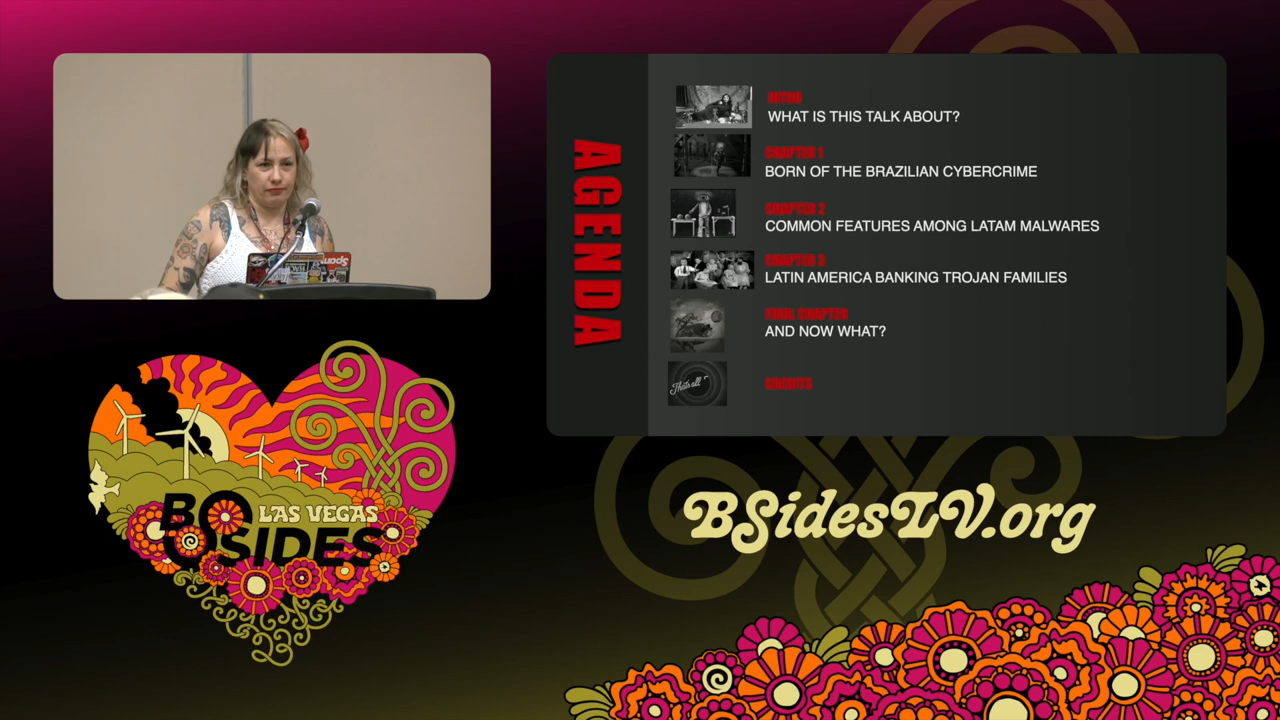 AGENDA
INTRO
WHAT IS THIS TALK ABOUT?
CHAPTER 1
BORN OF THE BRAZILIAN CYBERCRIME
CHAPTER 2
COMMON FEATURES AMONG LATAM MALWARES
CHAPTER 3
LATIN AMERICA BANKING TROJAN FAMILIES
FINAL CHAPTER
AND NOW WHAT?
That's all
CREDITS
BSIDES
LAS VEGAS
BSidesLV.org